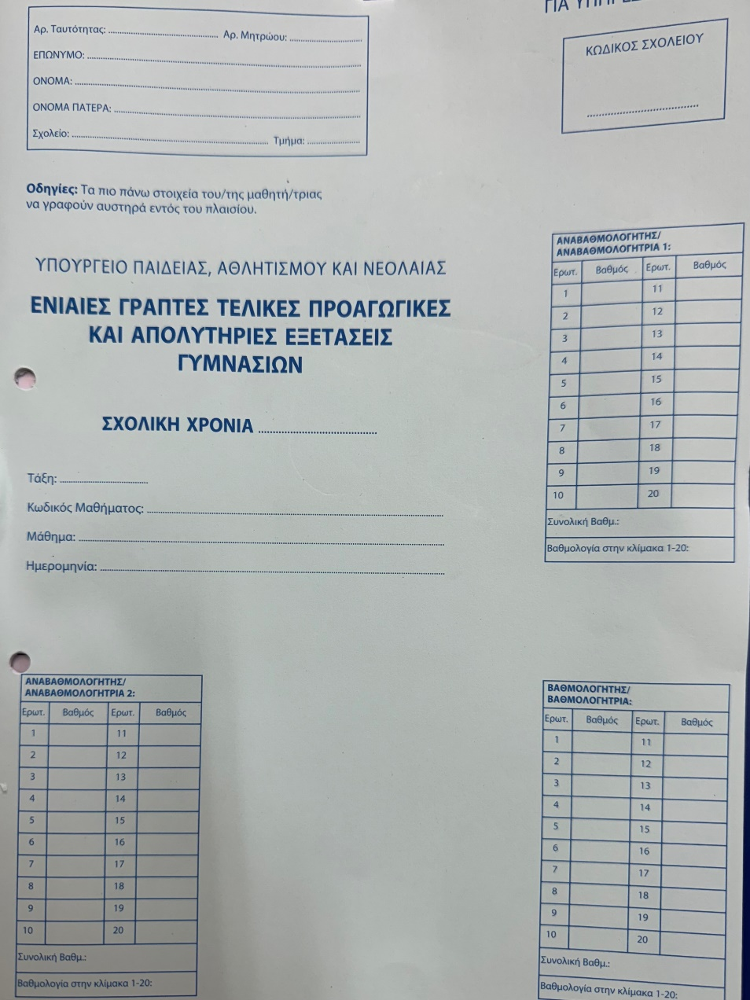 ΓΙΑ ΥΠΗΡΕΣ
Αρ. Ταυτότητας: Αρ. Μητρώου:
ΕΠΩΝΥΜΟ:
ΟΝΟΜΑ:
ΟΝΟΜΑ ΠΑΤΕΡΑ:
Σχολείο: Τμήμα:
ΚΩΔΙΚΟΣ ΣΧΟΛΕΙΟΥ
Οδηγίες: Τα πιο πάνω στοιχεία του/της μαθητή/τριας
να γραφούν αυστηρά εντός του πλαισίου.
ΥΠΟΥΡΓΕΙΟ ΠΑΙΔΕΙΑΣ, ΑΘΛΗΤΙΣΜΟΥ ΚΑΙ ΝΕΟΛΑΙΑΣ
ΕΝΙΑΙΕΣ ΓΡΑΠΤΕΣ ΤΕΛΙΚΕΣ ΠΡΟΑΓΩΓΙΚΕΣ
ΚΑΙ ΑΠΟΛΥΤΗΡΙΕΣ ΕΞΕΤΑΣΕΙΣ
ΓΥΜΝΑΣΙΩΝ
ΣΧΟΛΙΚΗ ΧΡΟΝΙΑ
Τάξη:
Κωδικός Μαθήματος:
Μάθημα:
Ημερομηνία:
ΑΝΑΒΑΘΜΟΛΟΓΗΤΗΣ/
ΑΝΑΒΑΘΜΟΛΟΓΗΤΡΙΑ 1:
Ερωτ. Βαθμός Ερωτ. Βαθμός
1 11
2 12
3 13
4 14
5 15
6 16
7 17
8 18
9 19
10 20
Συνολική Βαθμ.:
Βαθμολογία στην κλίμακα 1-20:
ΑΝΑΒΑΘΜΟΛΟΓΗΤΗΣ/
ΑΝΑΒΑΘΜΟΛΟΓΗΤΡΙΑ 2:
Ερωτ. Βαθμός Ερωτ. Βαθμός
1 11
2 12
3 13
4 14
5 15
6 16
7 17
8 18
9 19
10 20
Συνολική Βαθμ.:
Βαθμολογία στην κλίμακα 1-20:
ΒΑΘΜΟΛΟΓΗΤΗΣ/
ΒΑΘΜΟΛΟΓΗΤΡΙΑ:
Ερωτ. Βαθμός Ερωτ. Βαθμός
1 11
2 12
3 13
4 14
5 15
6 16
7 17
8 18
9 19
10 20
Συνολική Βαθμ.:
Βαθμολογία στην κλίμακα 1-20: